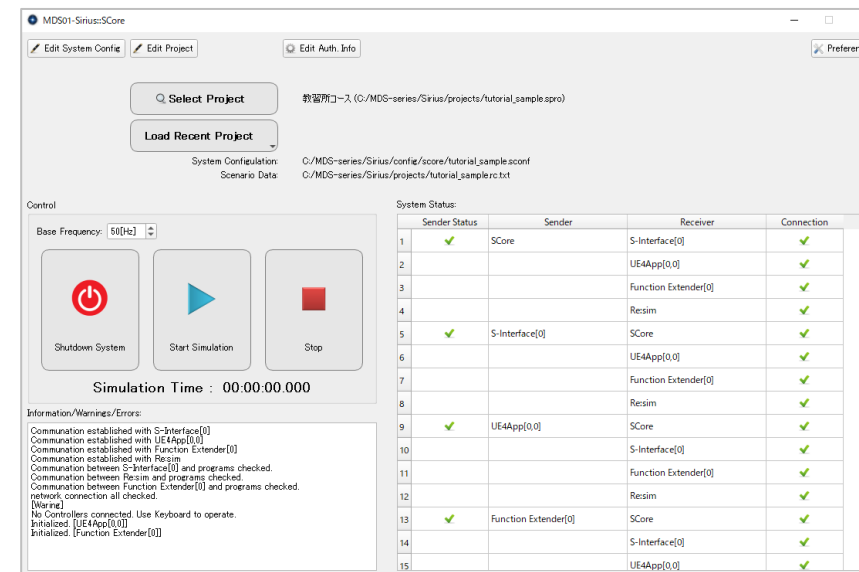 MDS01-Sirius::SCore
Edit System Config
Edit Project
Edit Auth. Info
Select Project
教習所コース (C:/MDS-series/Sirius/projects/tutorial_sample.spro)
Load Recent Project
System Configulation:
C:/MDS-series/Sirius/config/score/tutorial_sample.sconf
Scenario Data:
C:/MDS-series/Sirius/projects/tutorial_sample.rc.txt
Control
Base Frequency: 50[Hz]
Shutdown System
Start Simulation
Stop
Simulation Time : 00:00:00.000
Information/Warnings/Errors:
Communation established with S-Interface[0]
Communation established with UE4App[0,0]
Communation established with Function Extender[0]
Communation established with Re:sim
Communation between S-Interface[0] and programs checked.
Communation between Re:sim and programs checked.
Communation between Function Extender[0] and programs checked.
network connection all checked.
[Waring]
No Controllers connected. Use Keyboard to operate.
Initialized. [UE4App[0,0]]
Initialized. [Function Extender[0]]
System Status:
Sender Status Sender Receiver Connection
1 SCore S-Interface[0]
2 UE4App[0,0]
3 Function Extender[0]
4 Re:sim
5 S-Interface[0] SCore
6 UE4App[0,0]
7 Function Extender[0]
8 Re:sim
9 UE4App[0,0] SCore
10 S-Interface[0]
11 Function Extender[0]
12 Re:sim
13 Function Extender[0] SCore
14 S-Interface[0]
15 UE4App[0,0]